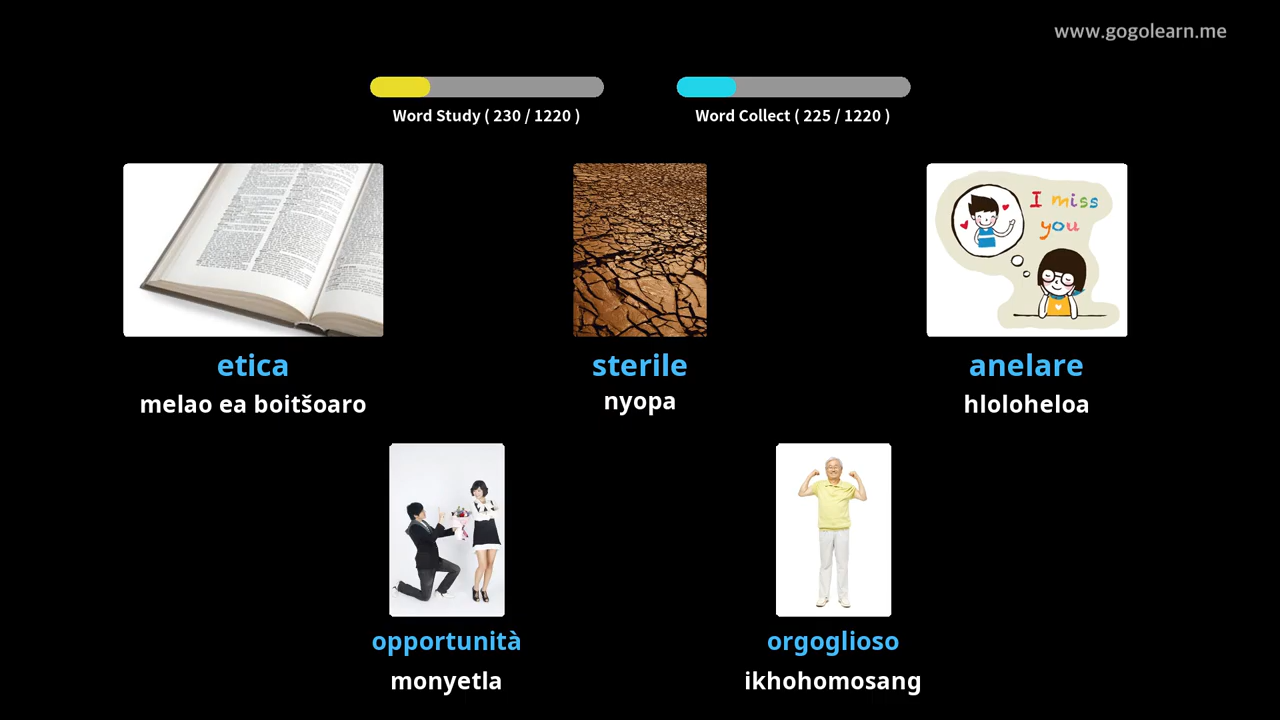 www.gogolearn.me
Word Study ( 230 / 1220 )
Word Collect ( 225 / 1220 )
I miss
you
etica
melao ea boitšoaro
sterile
nyopa
anelare
hloloheloa
opportunità
monyetla
orgoglioso
ikhohomosang